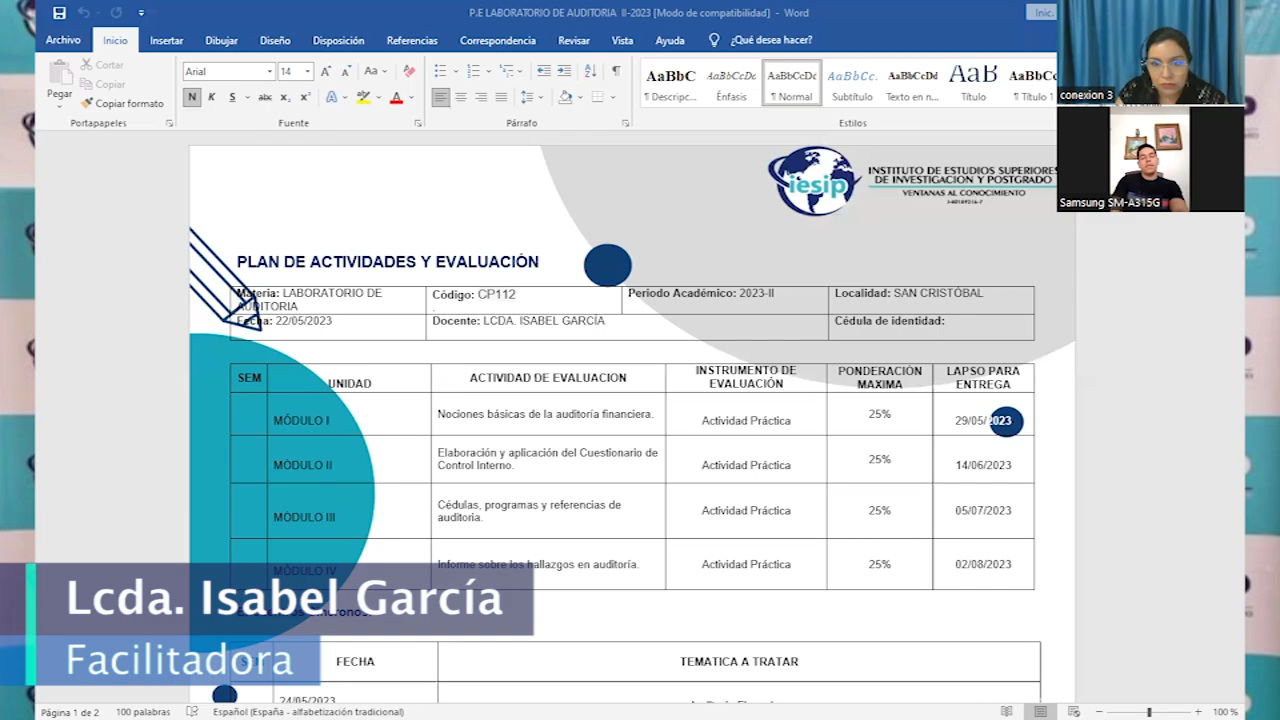 P.E LABORATORIO DE AUDITORIA II-2023 [Modo de compatibilidad] - Word
Inic.
Archivo Inicio Insertar Dibujar Diseño Disposición Referencias Correspondencia Revisar Vista Ayuda ¿Qué desea hacer?
Pegar
Cortar
Copiar
Copiar formato
Portapapeles
Arial 14
N K S abc x₂ x²
Fuente
Párrafo
AaBbC AaBbCcDc AaBbCcDc AaBbCc. AaBbCcDd AaB AaBbCc
¶ Descripc... Énfasis ¶ Normal Subtítulo Texto en n... Título ¶ Título 1
Estilos
conexion 3
Samsung SM-A315G
iesip
INSTITUTO DE ESTUDIOS SUPERIORES
DE INVESTIGACION Y POSTGRADO
VENTANAS AL CONOCIMIENTO
PLAN DE ACTIVIDADES Y EVALUACIÓN
Materia: LABORATORIO DE AUDITORIA
Código: CP112
Periodo Académico: 2023-II
Localidad: SAN CRISTÓBAL
Fecha: 22/05/2023
Docente: LCDA. ISABEL GARCÍA
Cédula de identidad:
SEM UNIDAD ACTIVIDAD DE EVALUACION INSTRUMENTO DE EVALUACIÓN PONDERACIÓN MAXIMA LAPSO PARA ENTREGA
MÓDULO I Nociones básicas de la auditoría financiera. Actividad Práctica 25% 29/05/2023
MÓDULO II Elaboración y aplicación del Cuestionario de Control Interno. Actividad Práctica 25% 14/06/2023
MÓDULO III Cédulas, programas y referencias de auditoria. Actividad Práctica 25% 05/07/2023
MÓDULO IV Informe sobre los hallazgos en auditoría. Actividad Práctica 25% 02/08/2023
Lcda. Isabel García
Facilitadora
FECHA TEMATICA A TRATAR
24/05/2023
Página 1 de 2 100 palabras Español (España - alfabetización tradicional) 100 %